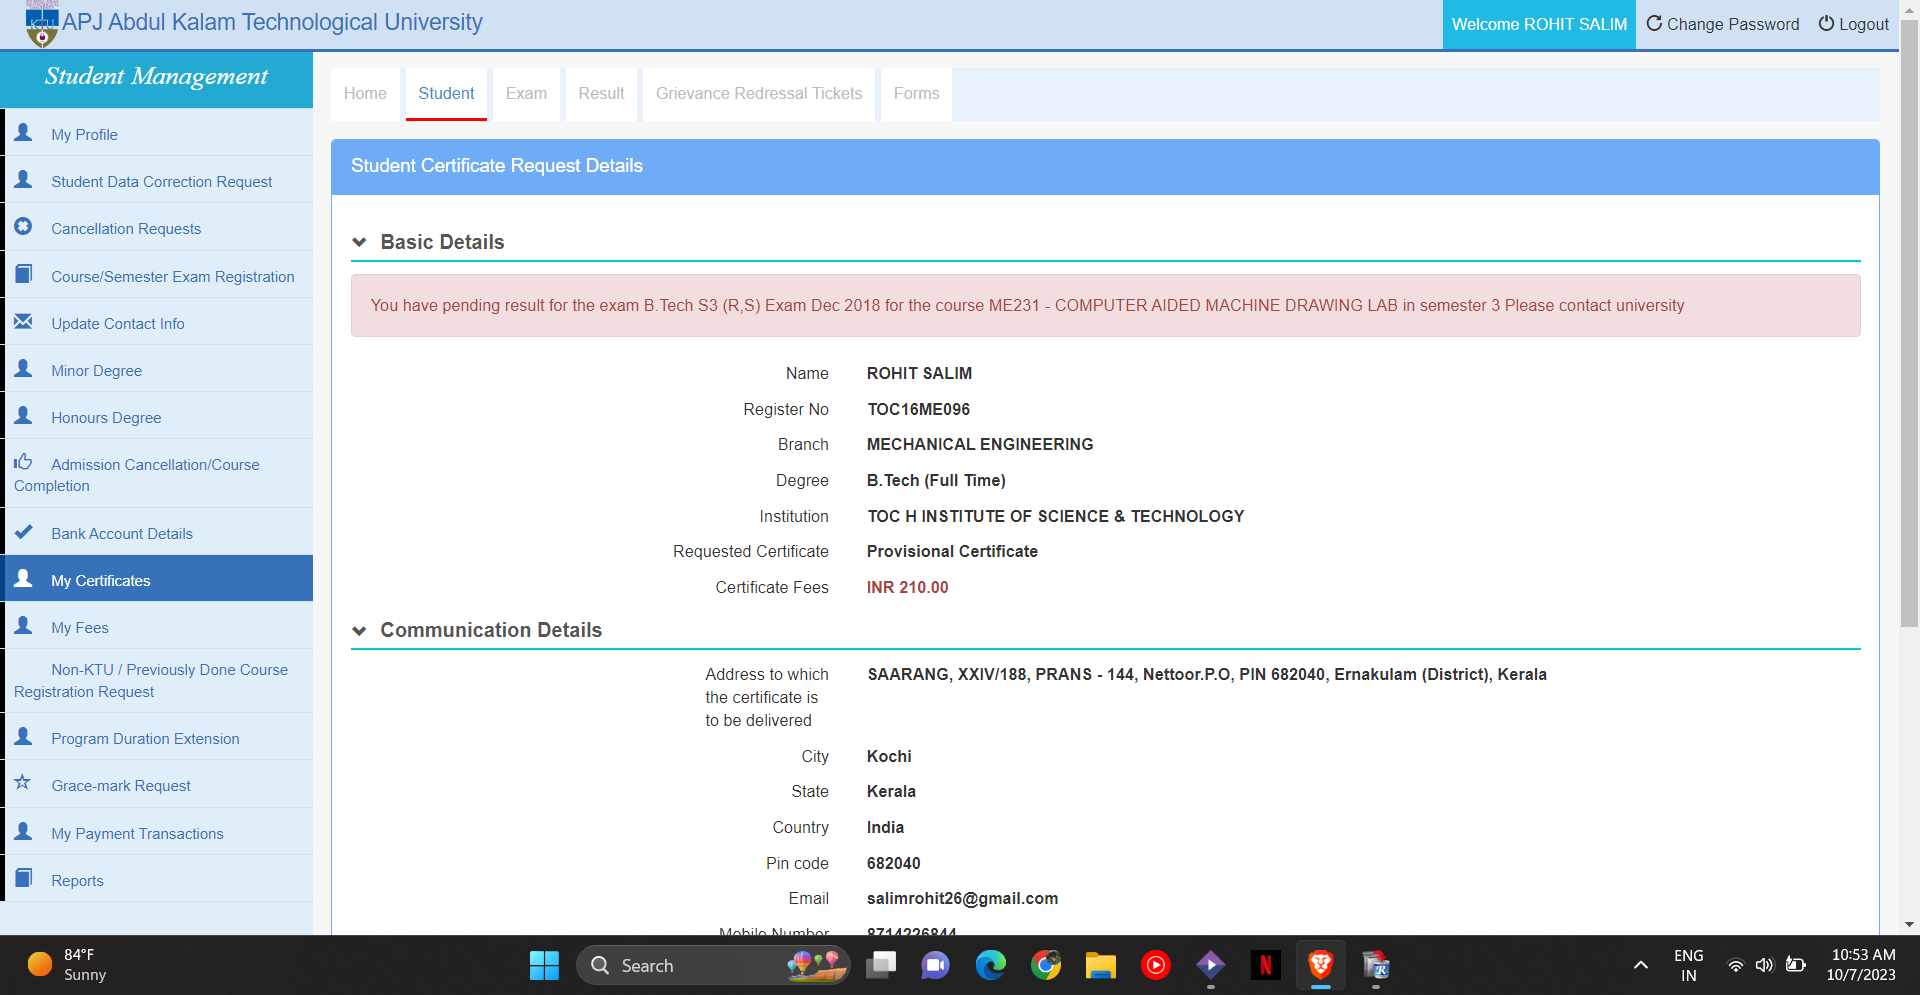 APJ Abdul Kalam Technological University
Welcome ROHIT SALIM
Change Password
Logout
Student Management
My Profile
Student Data Correction Request
Cancellation Requests
Course/Semester Exam Registration
Update Contact Info
Minor Degree
Honours Degree
Admission Cancellation/Course
Completion
Bank Account Details
My Certificates
My Fees
Non-KTU / Previously Done Course
Registration Request
Program Duration Extension
Grace-mark Request
My Payment Transactions
Reports
Home Student Exam Result Grievance Redressal Tickets Forms
Student Certificate Request Details
Basic Details
You have pending result for the exam B.Tech S3 (R,S) Exam Dec 2018 for the course ME231 - COMPUTER AIDED MACHINE DRAWING LAB in semester 3 Please contact university
Name ROHIT SALIM
Register No TOC16ME096
Branch MECHANICAL ENGINEERING
Degree B.Tech (Full Time)
Institution TOC H INSTITUTE OF SCIENCE & TECHNOLOGY
Requested Certificate Provisional Certificate
Certificate Fees INR 210.00
Communication Details
Address to which SAARANG, XXIV/188, PRANS - 144, Nettoor.P.O, PIN 682040, Ernakulam (District), Kerala
the certificate is
to be delivered
City Kochi
State Kerala
Country India
Pin code 682040
Email salimrohit26@gmail.com
Mobile Number 8714226844
84°F
Sunny
Search
ENG
IN
10:53 AM
10/7/2023